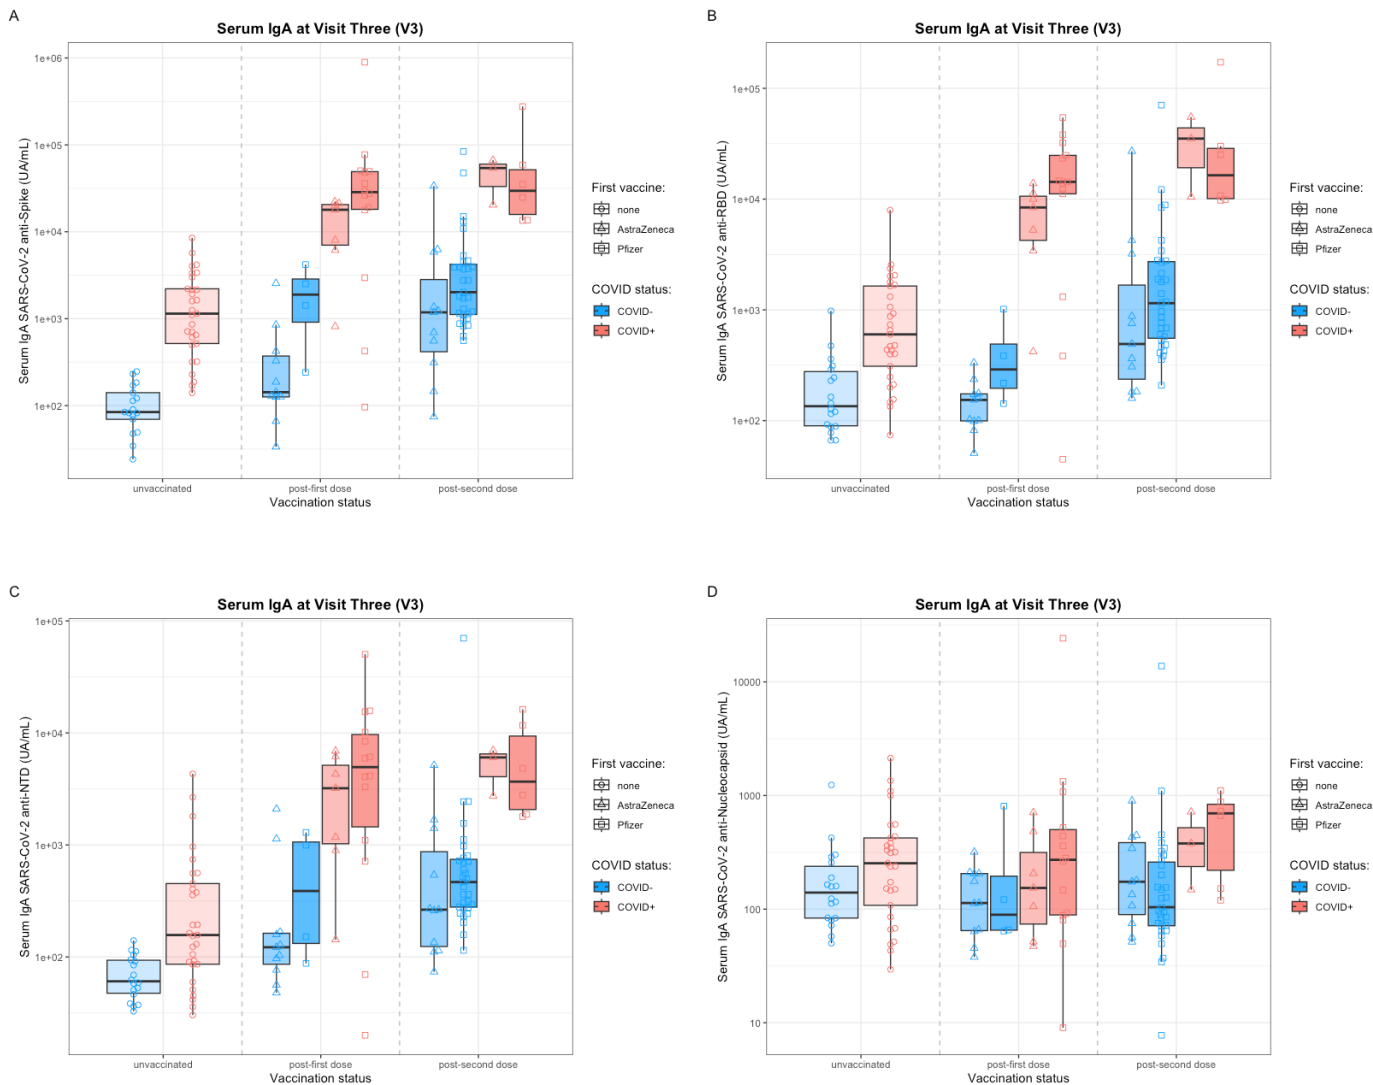 A
Serum IgA at Visit Three (V3)
Serum IgA SARS-CoV-2 anti-Spike (UA/mL)
1e+06
1e+05
1e+04
1e+03
1e+02
unvaccinated
post-first dose
post-second dose
Vaccination status
First vaccine:
none
AstraZeneca
Pfizer
COVID status:
COVID-
COVID+
B
Serum IgA at Visit Three (V3)
Serum IgA SARS-CoV-2 anti-RBD (UA/mL)
1e+05
1e+04
1e+03
1e+02
unvaccinated
post-first dose
post-second dose
Vaccination status
First vaccine:
none
AstraZeneca
Pfizer
COVID status:
COVID-
COVID+
C
Serum IgA at Visit Three (V3)
Serum IgA SARS-CoV-2 anti-NTD (UA/mL)
1e+05
1e+04
1e+03
1e+02
unvaccinated
post-first dose
post-second dose
Vaccination status
First vaccine:
none
AstraZeneca
Pfizer
COVID status:
COVID-
COVID+
D
Serum IgA at Visit Three (V3)
Serum IgA SARS-CoV-2 anti-Nucleocapsid (UA/mL)
10000
1000
100
10
unvaccinated
post-first dose
post-second dose
Vaccination status
First vaccine:
none
AstraZeneca
Pfizer
COVID status:
COVID-
COVID+